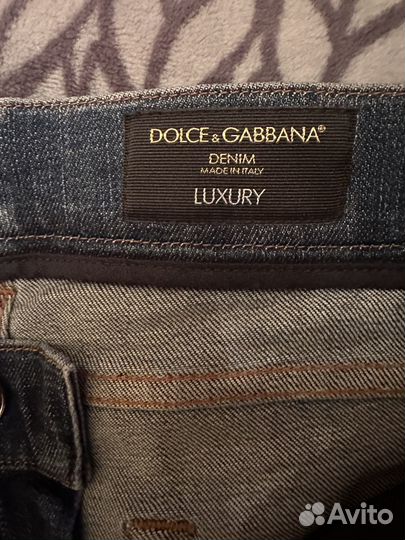 DOLCE & GABBANA®
DENIM
MADE IN ITALY
LUXURY
Avito